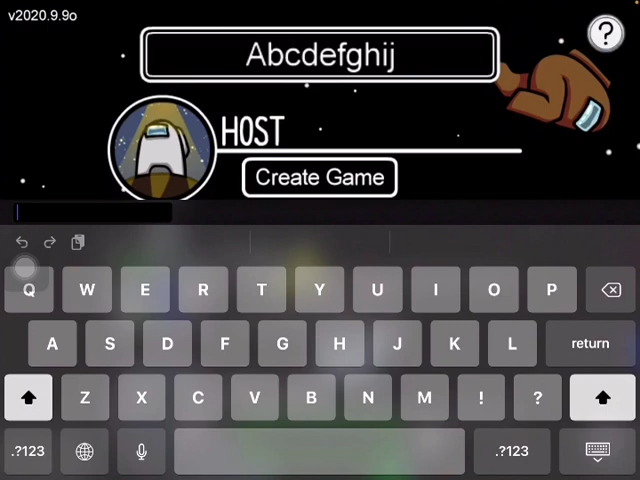 v2020.9.9o
?
Abcdefghij
HOST
Create Game
Q W E R T Y U I O P
A S D F G H J K L return
Z X C V B N M ! ?
.?123 .?123